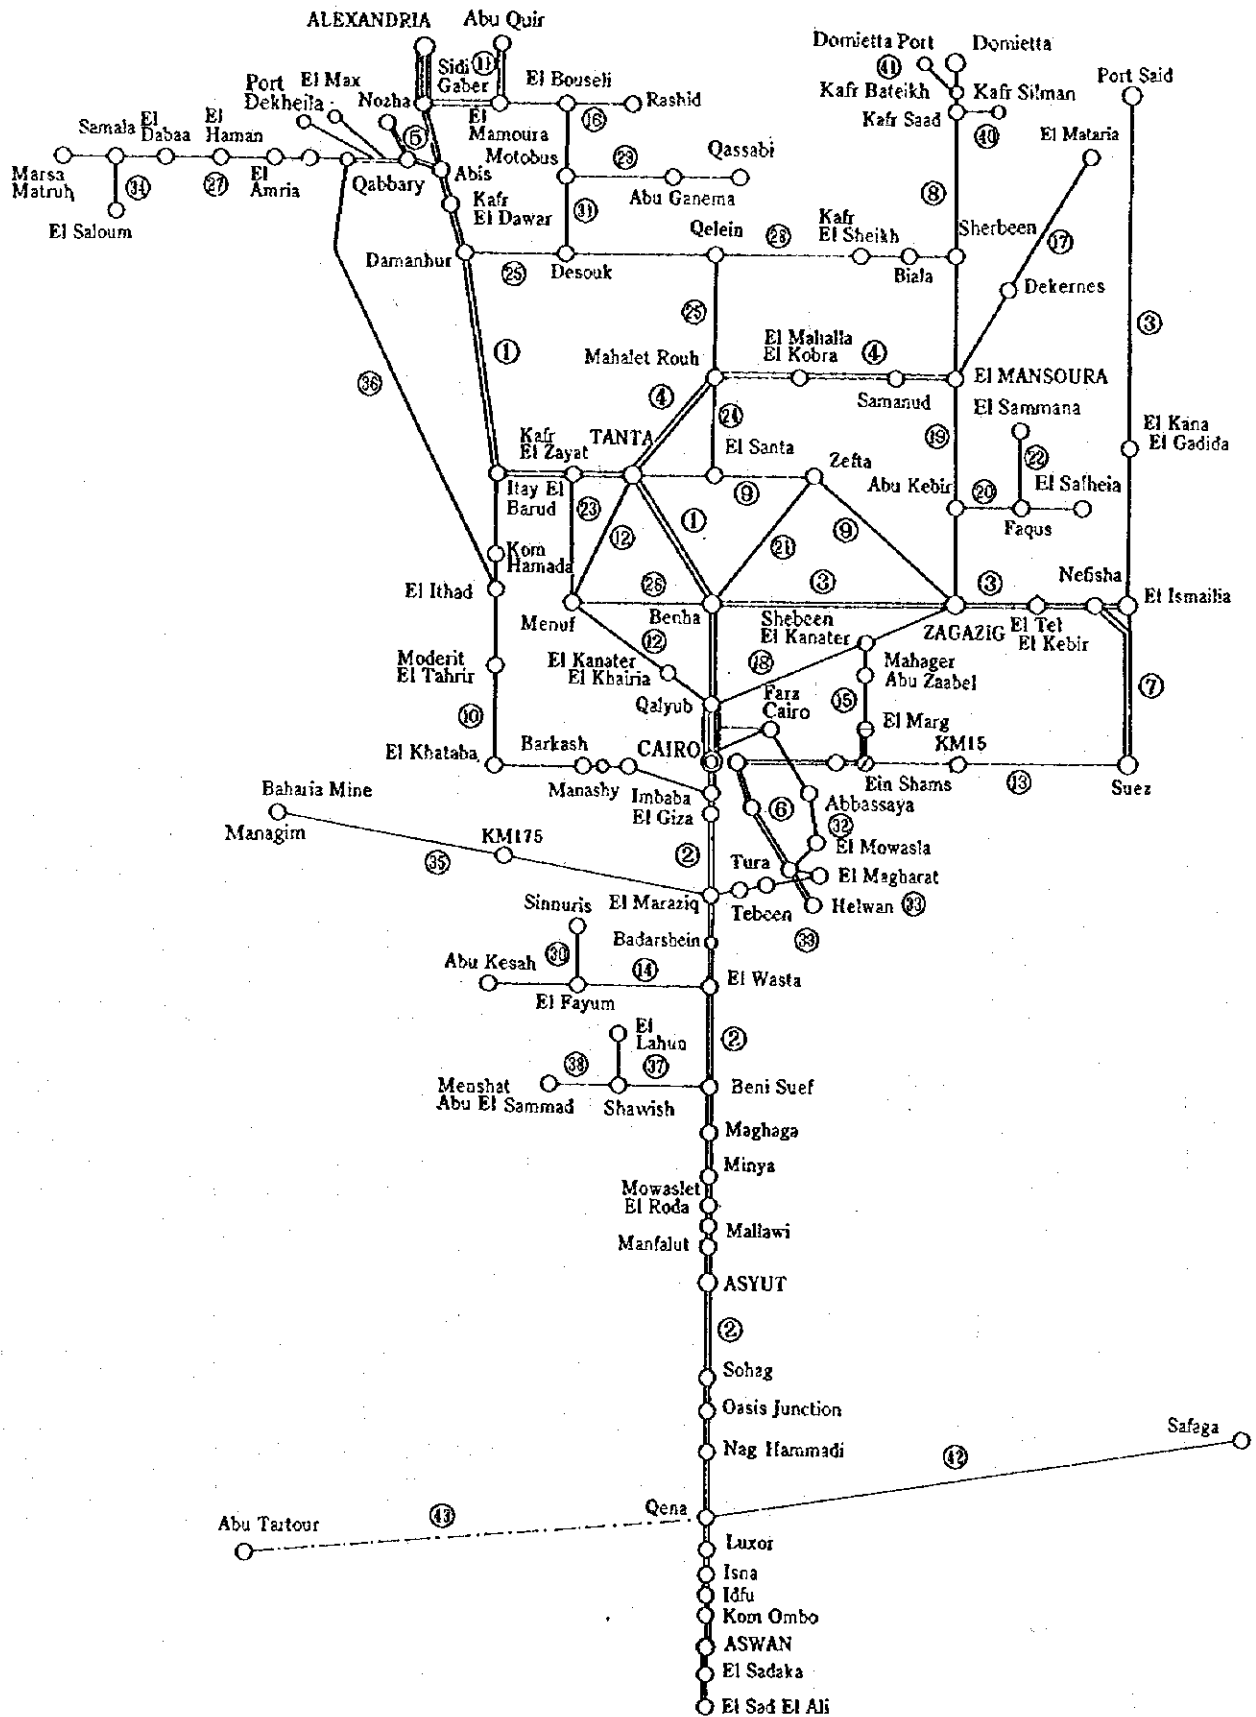 ALEXANDRIA
Abu Quir
Domietta Port
Domietta
Sidi
Gaber
⑪
El Bouseli
④①
Port Said
Port
Dekheila
El Max
Nozha
Rashid
Kafr Bateikh
Kafr Silman
El
Mamoura
⑯
Kafr Saad
㊵
El Mataria
Samala
El
Dabaa
El
Haman
⑤
Motobus
㉙
Qassabi
Marsa
Matruh
㉞
㉗
El
Amria
Qabbary
Abis
Abu Ganema
⑧
El Saloum
Kafr
El Dawar
㉛
Qelein
㉘
Kafr
El Sheikh
Sherbeen
⑰
Damanhur
㉕
Desouk
Biala
Dekernes
㉕
③
①
El Mahalla
El Kobra
④
Mahalet Rouh
El MANSOURA
㊱
④
Samanud
El Sammana
㉔
⑲
El Kana
El Gadida
Kafr
El Zayat
TANTA
El Santa
Zefta
㉒
Abu Kebir
El Salheia
Itay El
Barud
㉓
①
⑨
⑳
Faqus
⑫
㉑
⑨
Kom
Hamada
㉖
③
③
Nefisha
El Ithad
El Ismailia
Menuf
Benha
Shebeen
El Kanater
ZAGAZIG
El Tel
El Kebir
⑫
Moderit
El Tahrir
El Kanater
El Khairia
⑱
Mahager
Abu Zaabel
⑦
⑩
Qalyub
Fara
Cairo
⑮
El Marg
El Khataba
Barkash
CAIRO
KM15
Manashy
Ein Shams
⑬
Suez
Baharia Mine
Imbaba
El Giza
⑥
Abbassaya
Managim
KM175
㉜
②
El Mowasla
㉟
Tura
El Magharat
Sinnuris
El Maraziq
Tebeen
Helwan ㉝
㉝
Badarshein
Abu Kesah
㉚
⑭
El Wasta
El Fayum
El
Lahun
②
㊳
㊲
Menshat
Abu El Sammad
Shawish
Beni Suef
Maghaga
Minya
Mowaslet
El Roda
Mallawi
Manfalut
ASYUT
②
Sohag
Oasis Junction
Nag Hammadi
Safaga
㊷
Qena
㊸
Abu Tartour
Luxor
Isna
Idfu
Kom Ombo
ASWAN
El Sadaka
El Sad El Ali